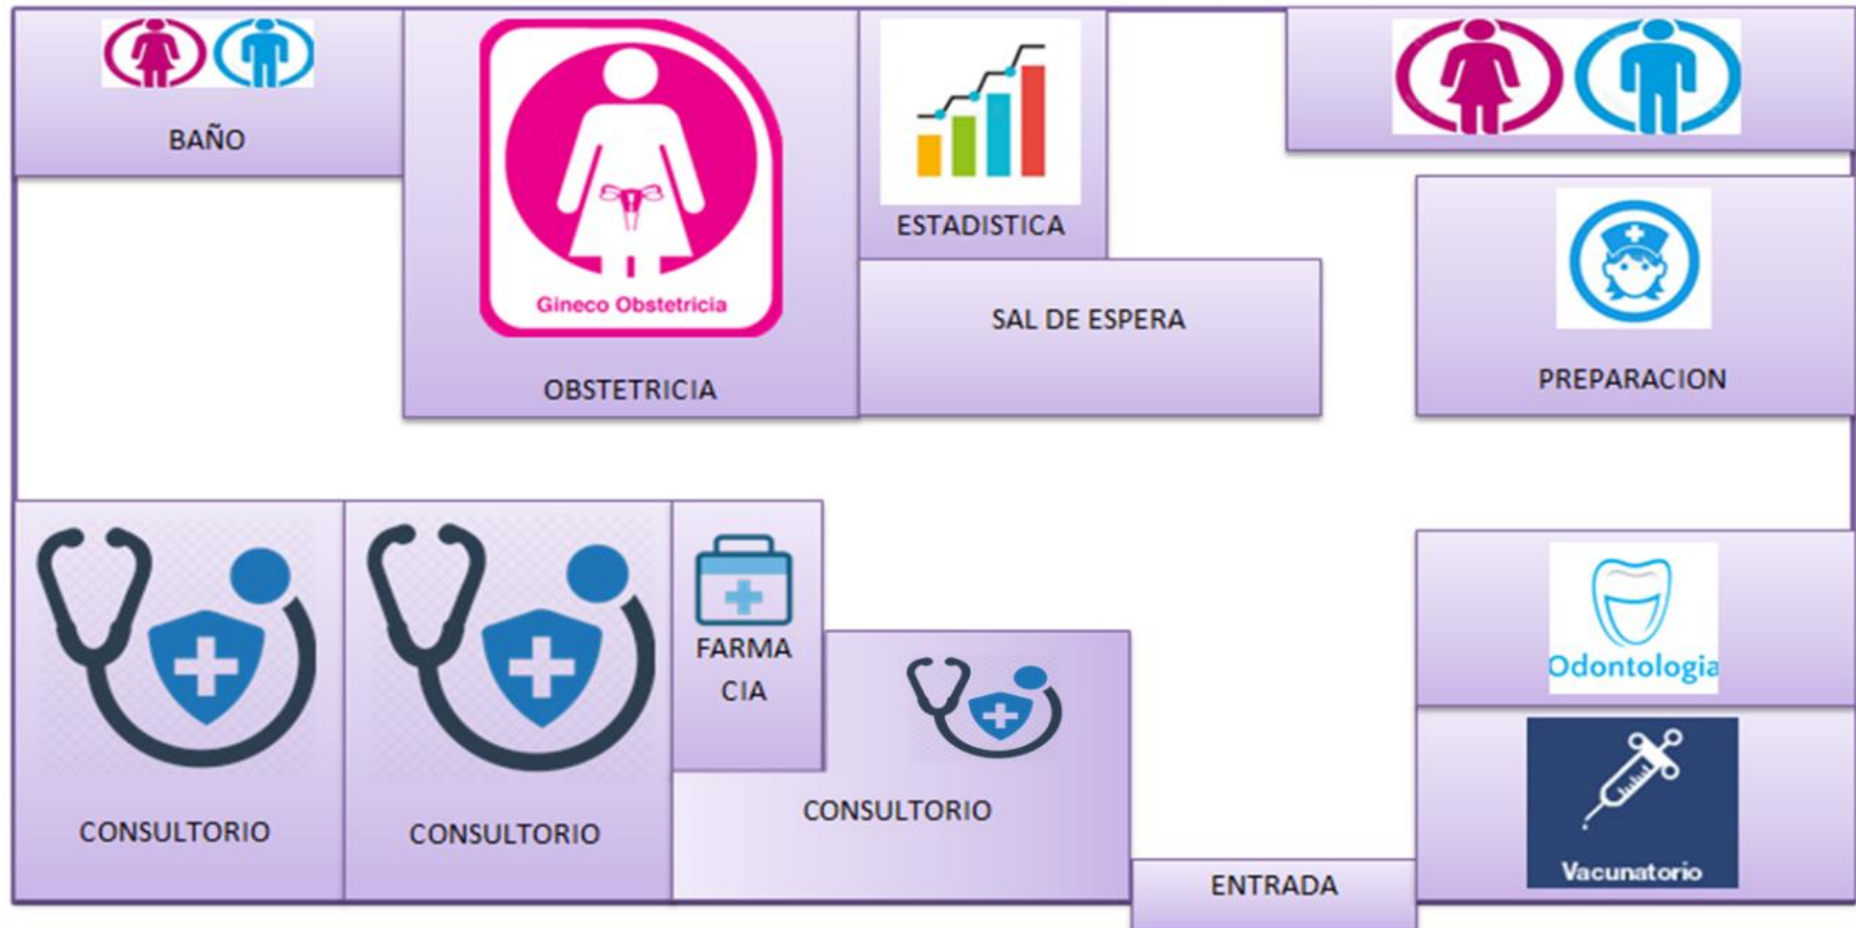 BAÑO
Gineco Obstetricia
OBSTETRICIA
ESTADISTICA
SAL DE ESPERA
PREPARACION
CONSULTORIO
CONSULTORIO
FARMA
CIA
CONSULTORIO
ENTRADA
Odontologia
Vacunatorio